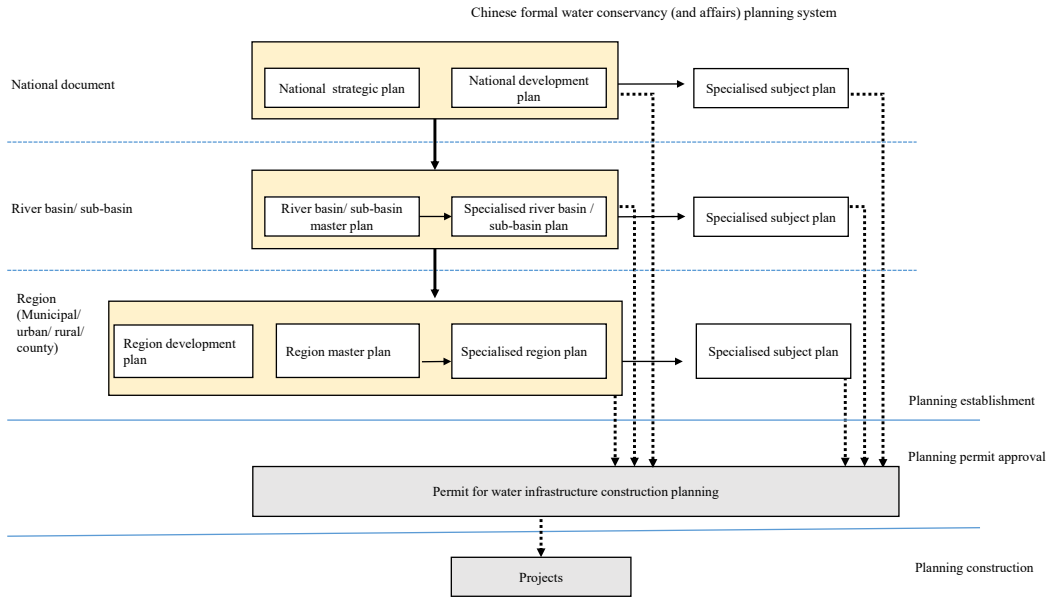 Chinese formal water conservancy (and affairs) planning system
National document
National strategic plan
National development
plan
Specialised subject plan
River basin/ sub-basin
River basin/ sub-basin
master plan
Specialised river basin /
sub-basin plan
Specialised subject plan
Region
(Municipal/
urban/ rural/
county)
Region development
plan
Region master plan
Specialised region plan
Specialised subject plan
Planning establishment
Planning permit approval
Permit for water infrastructure construction planning
Planning construction
Projects